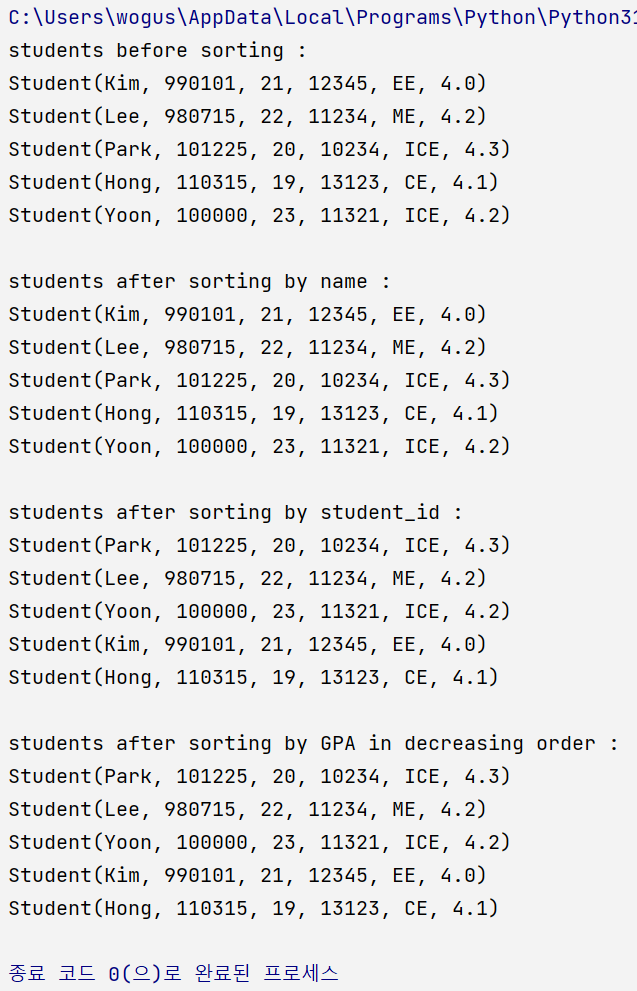 C:\Users\wogus\AppData\Local\Programs\Python\Python31
students before sorting :
Student(Kim, 990101, 21, 12345, EE, 4.0)
Student(Lee, 980715, 22, 11234, ME, 4.2)
Student(Park, 101225, 20, 10234, ICE, 4.3)
Student(Hong, 110315, 19, 13123, CE, 4.1)
Student(Yoon, 100000, 23, 11321, ICE, 4.2)
students after sorting by name :
Student(Kim, 990101, 21, 12345, EE, 4.0)
Student(Lee, 980715, 22, 11234, ME, 4.2)
Student(Park, 101225, 20, 10234, ICE, 4.3)
Student(Hong, 110315, 19, 13123, CE, 4.1)
Student(Yoon, 100000, 23, 11321, ICE, 4.2)
students after sorting by student_id :
Student(Park, 101225, 20, 10234, ICE, 4.3)
Student(Lee, 980715, 22, 11234, ME, 4.2)
Student(Yoon, 100000, 23, 11321, ICE, 4.2)
Student(Kim, 990101, 21, 12345, EE, 4.0)
Student(Hong, 110315, 19, 13123, CE, 4.1)
students after sorting by GPA in decreasing order :
Student(Park, 101225, 20, 10234, ICE, 4.3)
Student(Lee, 980715, 22, 11234, ME, 4.2)
Student(Yoon, 100000, 23, 11321, ICE, 4.2)
Student(Kim, 990101, 21, 12345, EE, 4.0)
Student(Hong, 110315, 19, 13123, CE, 4.1)
종료 코드 0(으)로 완료된 프로세스